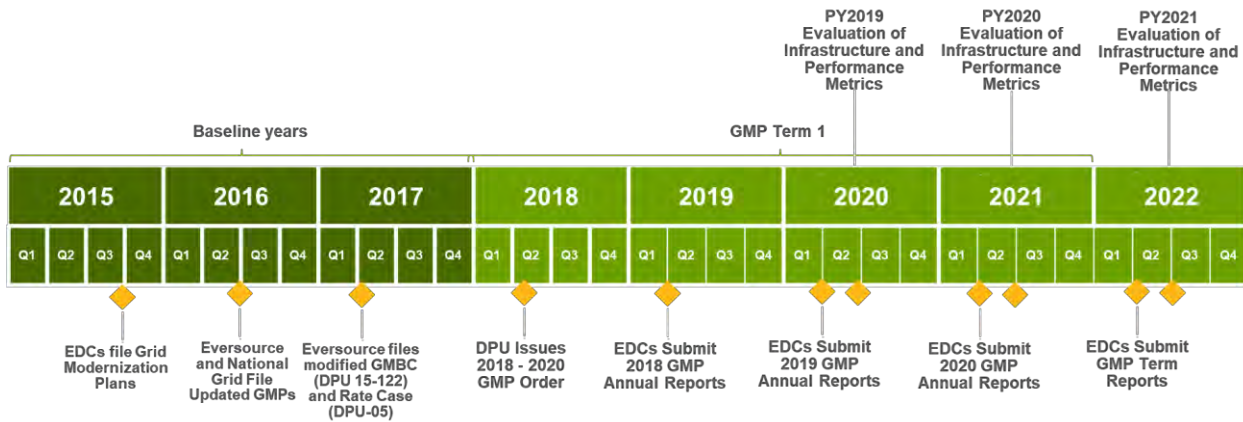 PY2019
Evaluation of
Infrastructure and
Performance
Metrics
PY2020
Evaluation of
Infrastructure and
Performance
Metrics
PY2021
Evaluation of
Infrastructure and
Performance
Metrics
Baseline years
GMP Term 1
2015 2016 2017 2018 2019 2020 2021 2022
Q1 Q2 Q3 Q4 Q1 Q2 Q3 Q4 Q1 Q2 Q3 Q4 Q1 Q2 Q3 Q4 Q1 Q2 Q3 Q4 Q1 Q2 Q3 Q4 Q1 Q2 Q3 Q4 Q1 Q2 Q3 Q4
EDCs file Grid
Modernization
Plans
Eversource
and National
Grid File
Updated GMPs
Eversource files
modified GMBC
(DPU 15-122)
and Rate Case
(DPU-05)
DPU Issues
2018 - 2020
GMP Order
EDCs Submit
2018 GMP
Annual Reports
EDCs Submit
2019 GMP
Annual Reports
EDCs Submit
2020 GMP
Annual Reports
EDCs Submit
GMP Term
Reports